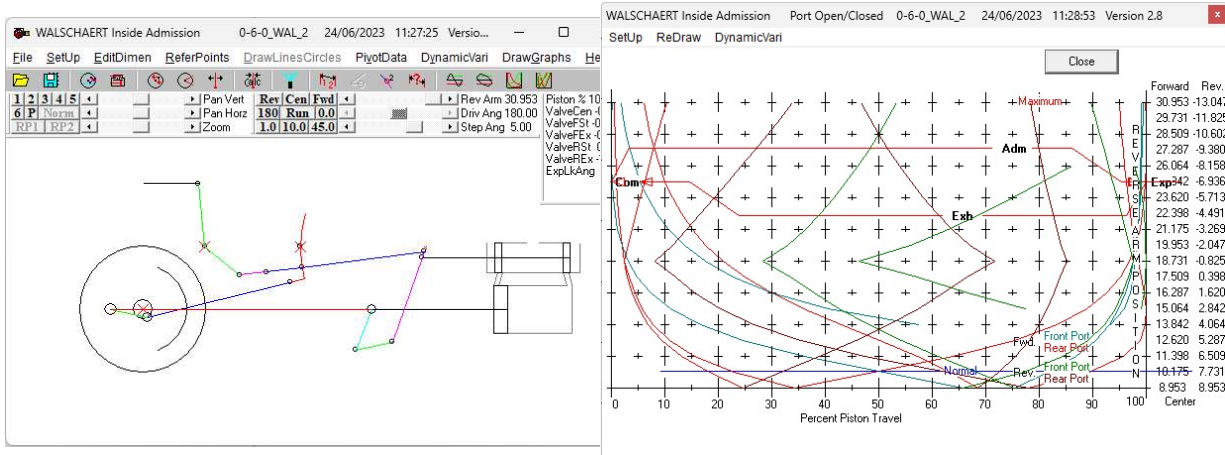 WALSCHAERT Inside Admission 0-6-0_WAL_2 24/06/2023 11:27:25 Versio...
File SetUp EditDimen ReferPoints DrawLinesCircles PivotData DynamicVari DrawGraphs He
1 2 3 4 5 Pan Vert Rev Cen Fwd Rev Arm 30.953 Piston % 10
6 P Norm Pan Horz 180 Run 0.0 Driv Ang 180.00 ValveCen -0
RP1 RP2 Zoom 1.0 10.0 45.0 Step Ang 5.00 ValveFSt -0
ValveFEx -0
ValveRSt
ValveREx -
ExpLkAng
WALSCHAERT Inside Admission Port Open/Closed 0-6-0_WAL_2 24/06/2023 11:28:53 Version 2.8
SetUp ReDraw DynamicVari
Close
Forward Rev.
Maximum 30.953 -13.04
29.731 -11.825
28.509 -10.602
Adm 27.287 -9.380
26.064 -8.158
Cbm Exp -6.936
23.620 -5.713
Exh 22.398 -4.491
21.175 -3.269
19.953 -2.047
18.731 -0.825
17.509 0.398
16.287 1.620
15.064 2.842
13.842 4.064
Fwd. Front Port 12.620 5.287
Rear Port 11.398 6.509
Normal Rev. Front Port 10.175 7.731
Rear Port 8.953 8.953
REVERSE ARM POSITION
0 10 20 30 40 50 60 70 80 90 100 Center
Percent Piston Travel